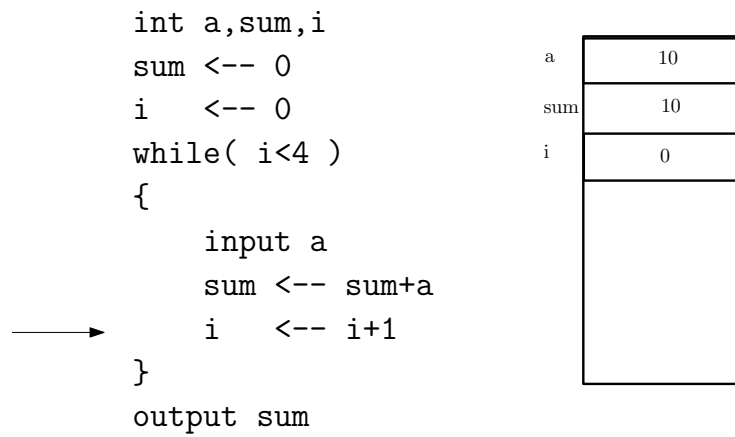 int a,sum,i
sum <-- 0
i <-- 0
while( i<4 )
{
input a
sum <-- sum+a
i <-- i+1
}
output sum
a 10
sum 10
i 0